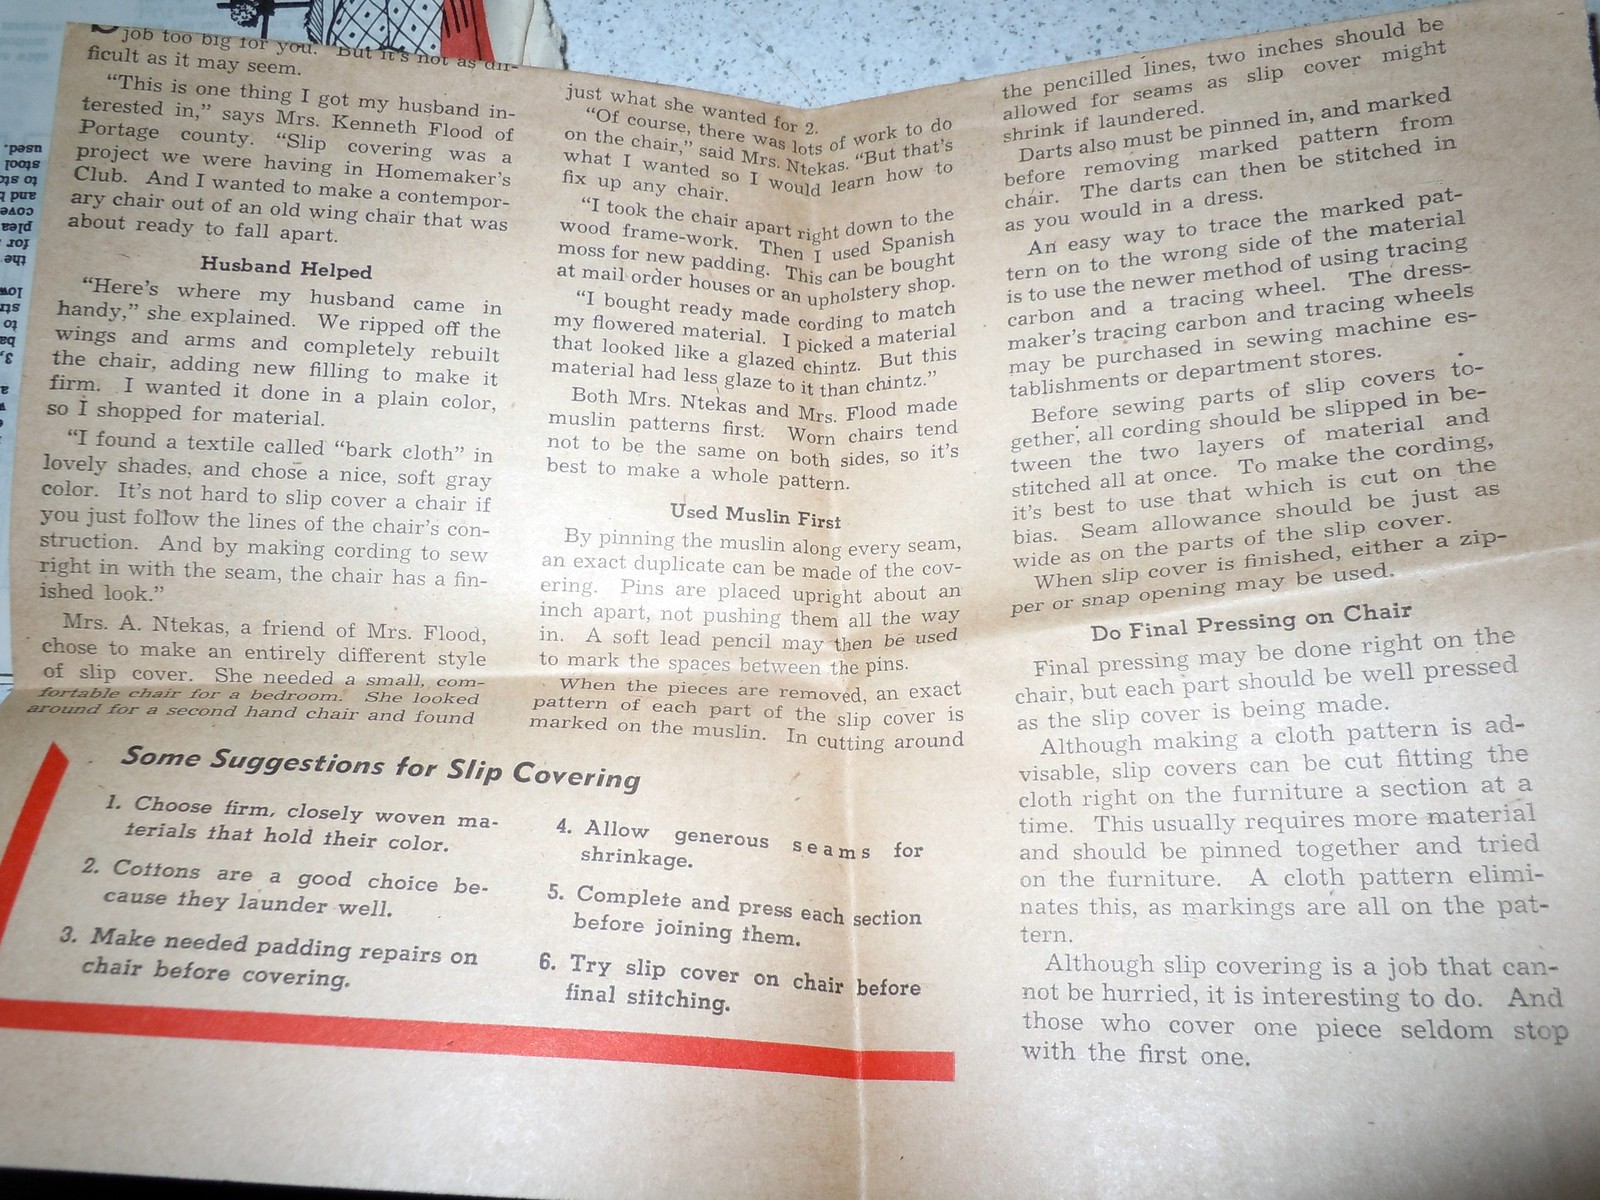 job too big for you. But it's not as dif-
ficult as it may seem.
"This is one thing I got my husband in-
terested in," says Mrs. Kenneth Flood of
Portage county. "Slip covering was a
project we were having in Homemaker's
Club. And I wanted to make a contempor-
ary chair out of an old wing chair that was
about ready to fall apart.
Husband Helped
"Here's where my husband came in
handy," she explained. We ripped off the
wings and arms and completely rebuilt
the chair, adding new filling to make it
firm. I wanted it done in a plain color,
so I shopped for material.
"I found a textile called "bark cloth" in
lovely shades, and chose a nice, soft gray
color. It's not hard to slip cover a chair if
you just follow the lines of the chair's con-
struction. And by making cording to sew
right in with the seam, the chair has a fin-
ished look."
Mrs. A. Ntekas, a friend of Mrs. Flood,
chose to make an entirely different style
of slip cover. She needed a small, com-
fortable chair for a bedroom. She looked
around for a second hand chair and found
just what she wanted for 2.
"Of course, there was lots of work to do
on the chair," said Mrs. Ntekas. "But that's
what I wanted so I would learn how to
fix up any chair.
"I took the chair apart right down to the
wood frame-work. Then I used Spanish
moss for new padding. This can be bought
at mail order houses or an upholstery shop.
"I bought ready made cording to match
my flowered material. I picked a material
that looked like a glazed chintz. But this
material had less glaze to it than chintz."
Both Mrs. Ntekas and Mrs. Flood made
muslin patterns first. Worn chairs tend
not to be the same on both sides, so it's
best to make a whole pattern.
Used Muslin First
By pinning the muslin along every seam,
an exact duplicate can be made of the cov-
ering. Pins are placed upright about an
inch apart, not pushing them all the way
in. A soft lead pencil may then be used
to mark the spaces between the pins.
When the pieces are removed, an exact
pattern of each part of the slip cover is
marked on the muslin. In cutting around
the pencilled lines, two inches should be
allowed for seams as slip cover might
shrink if laundered.
Darts also must be pinned in, and marked
before removing marked pattern from
chair. The darts can then be stitched in
as you would in a dress.
An easy way to trace the marked pat-
tern on to the wrong side of the material
is to use the newer method of using tracing
carbon and a tracing wheel. The dress-
maker's tracing carbon and tracing wheels
may be purchased in sewing machine es-
tablishments or department stores.
Before sewing parts of slip covers to-
gether, all cording should be slipped in be-
tween the two layers of material and
stitched all at once. To make the cording,
it's best to use that which is cut on the
bias. Seam allowance should be just as
wide as on the parts of the slip cover.
When slip cover is finished, either a zip-
per or snap opening may be used.
Do Final Pressing on Chair
Final pressing may be done right on the
chair, but each part should be well pressed
as the slip cover is being made.
Although making a cloth pattern is ad-
visable, slip covers can be cut fitting the
cloth right on the furniture a section at a
time. This usually requires more material
and should be pinned together and tried
on the furniture. A cloth pattern elimi-
nates this, as markings are all on the pat-
tern.
Although slip covering is a job that can-
not be hurried, it is interesting to do. And
those who cover one piece seldom stop
with the first one.
Some Suggestions for Slip Covering
1. Choose firm, closely woven ma-
terials that hold their color.
2. Cottons are a good choice be-
cause they launder well.
3. Make needed padding repairs on
chair before covering.
4. Allow generous seams for
shrinkage.
5. Complete and press each section
before joining them.
6. Try slip cover on chair before
final stitching.
used.
stool
to
and
the